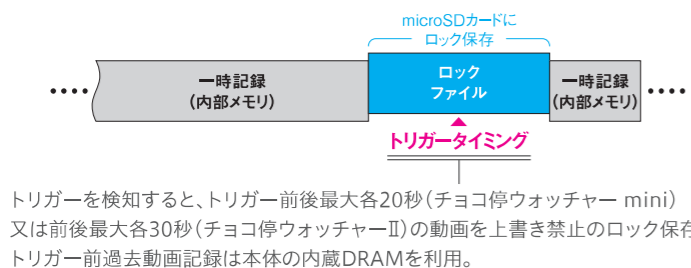 microSDカードに
ロック保存
一時記録
(内部メモリ)
ロック
ファイル
一時記録
(内部メモリ)
トリガータイミング
トリガーを検知すると、トリガー前後最大各20秒(チョコ停ウォッチャー mini)
又は前後最大各30秒(チョコ停ウォッチャーⅡ)の動画を上書き禁止のロック保存
トリガー前過去動画記録は本体の内蔵DRAMを利用。